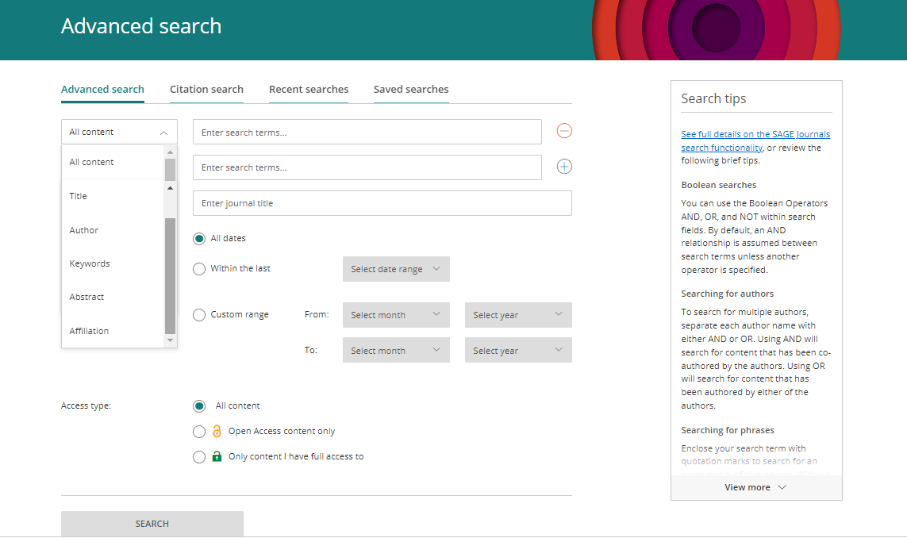 Advanced search
Advanced search
Citation search
Recent searches
Saved searches
All content
All content
Title
Author
Keywords
Abstract
Affiliation
Enter search terms...
Enter search terms...
Enter journal title
All dates
Within the last
Select date range
Custom range
From:
Select month
Select year
To:
Select month
Select year
Access type:
All content
Open Access content only
Only content I have full access to
SEARCH
Search tips
See full details on the SAGE Journals
search functionality, or review the
following brief tips.
Boolean searches
You can use the Boolean Operators
AND, OR, and NOT within search
fields. By default, an AND
relationship is assumed between
search terms unless another
operator is specified.
Searching for authors
To search for multiple authors,
separate each author name with
either AND or OR. Using AND will
search for content that has been co-
authored by the authors. Using OR
will search for content that has
been authored by either of the
authors.
Searching for phrases
Enclose your search term with
quotation marks to search for an
View more